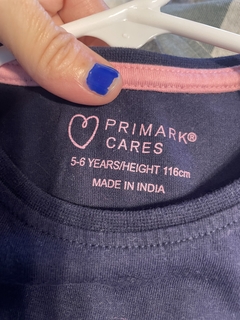 PRIMARK®
CARES
5-6 YEARS/HEIGHT 116cm
MADE IN INDIA